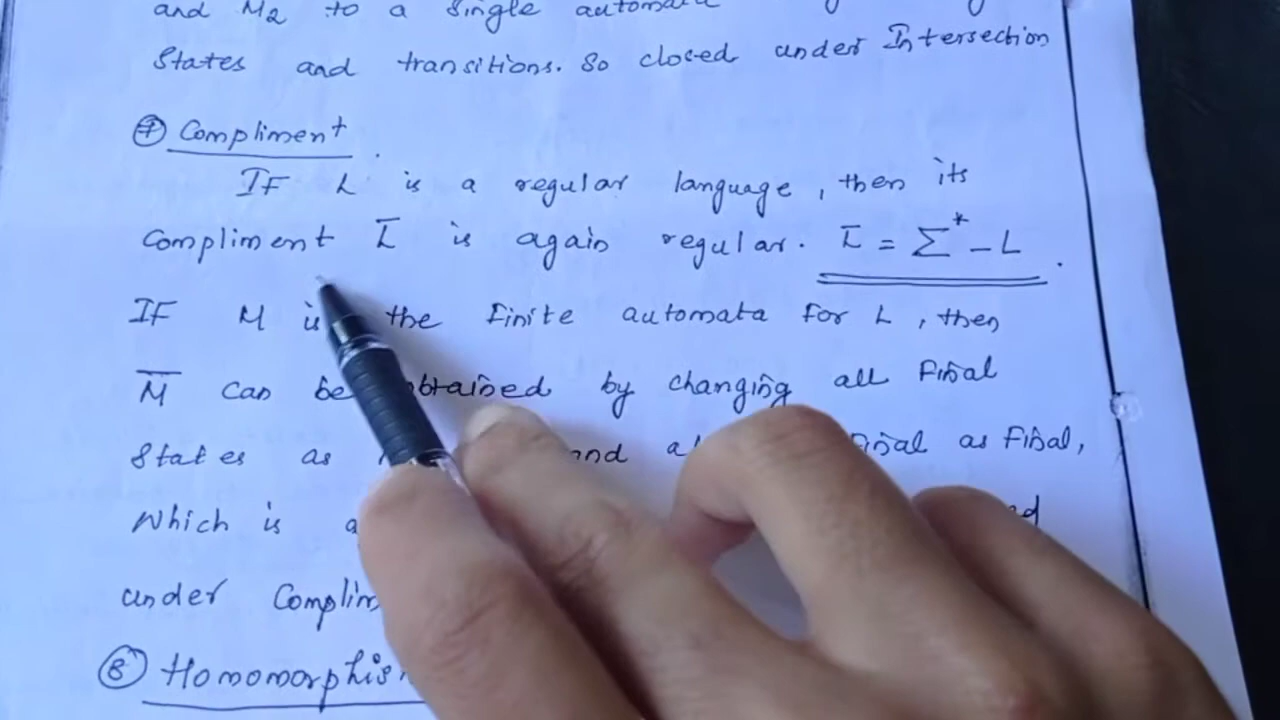 and M2 to a single
States and transitions. So closed under Intersection
⑦ Compliment
IF L is a regular language, then its
Compliment L̅ is again regular. L̅ = Σ* - L.
IF M is the finite automata for L, then
M̅ can be obtained by changing all Final
States as and final as final,
Which is a
under
⑧ Homomorphis